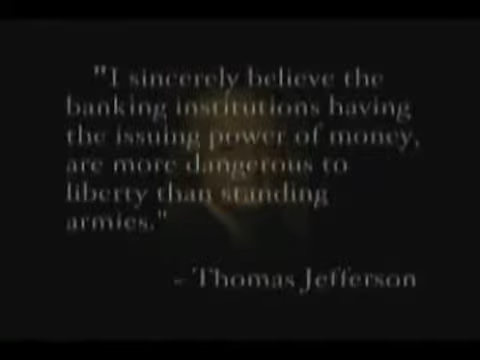 "I sincerely believe the
banking institutions having
the issuing power of money,
are more dangerous to
liberty than standing
armies."
- Thomas Jefferson